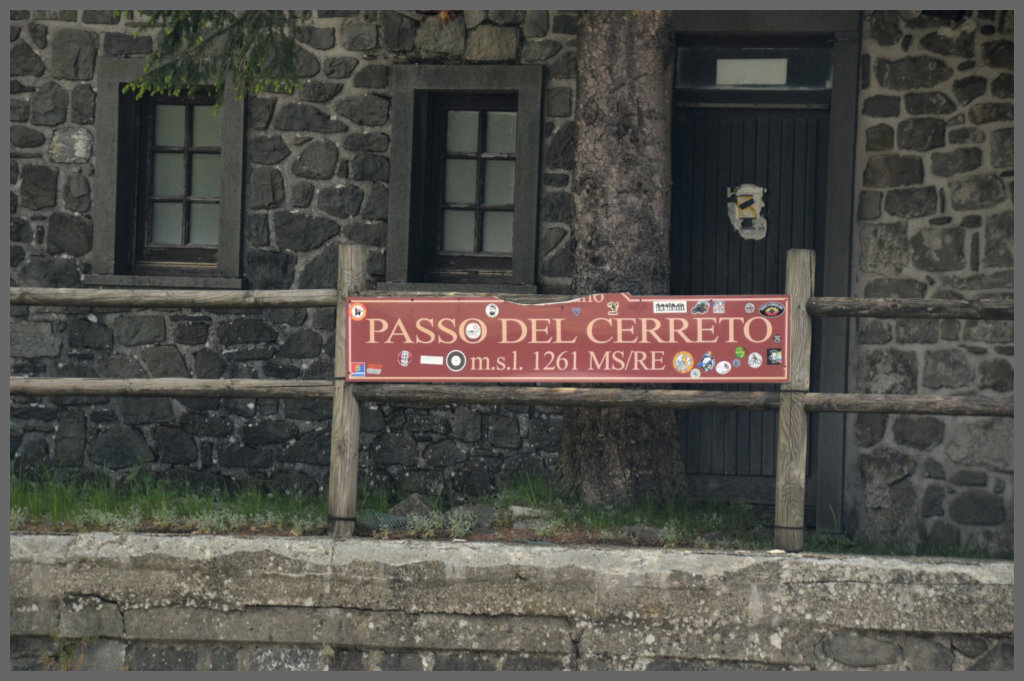 PASSO DEL CERRETO
m.s.l. 1261 MS/RE